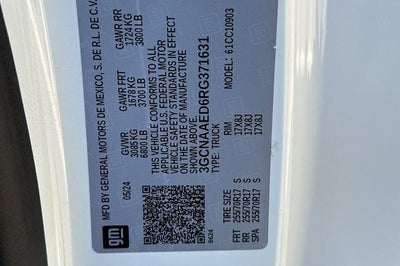 MFD BY GENERAL MOTORS DE MEXICO, S. DE R.L. DE C.V.
05/24
GVWR
3085 KG
6800 LB
GAWR FRT
1678 KG
3700 LB
GAWR RR
1724 KG
3800 LB
THIS VEHICLE CONFORMS TO ALL
APPLICABLE U.S. FEDERAL MOTOR
VEHICLE SAFETY STANDARDS IN
EFFECT ON THE DATE OF
MANUFACTURE SHOWN ABOVE.
3GCNAAED6RG371631
TYPE: TRUCK
MODEL: 61CC10903
gm
TIRE SIZE RIM
FRT 255/70R17 S 17X8J
RR 255/70R17 S 17X8J
SPA 255/70R17 S 17X8J